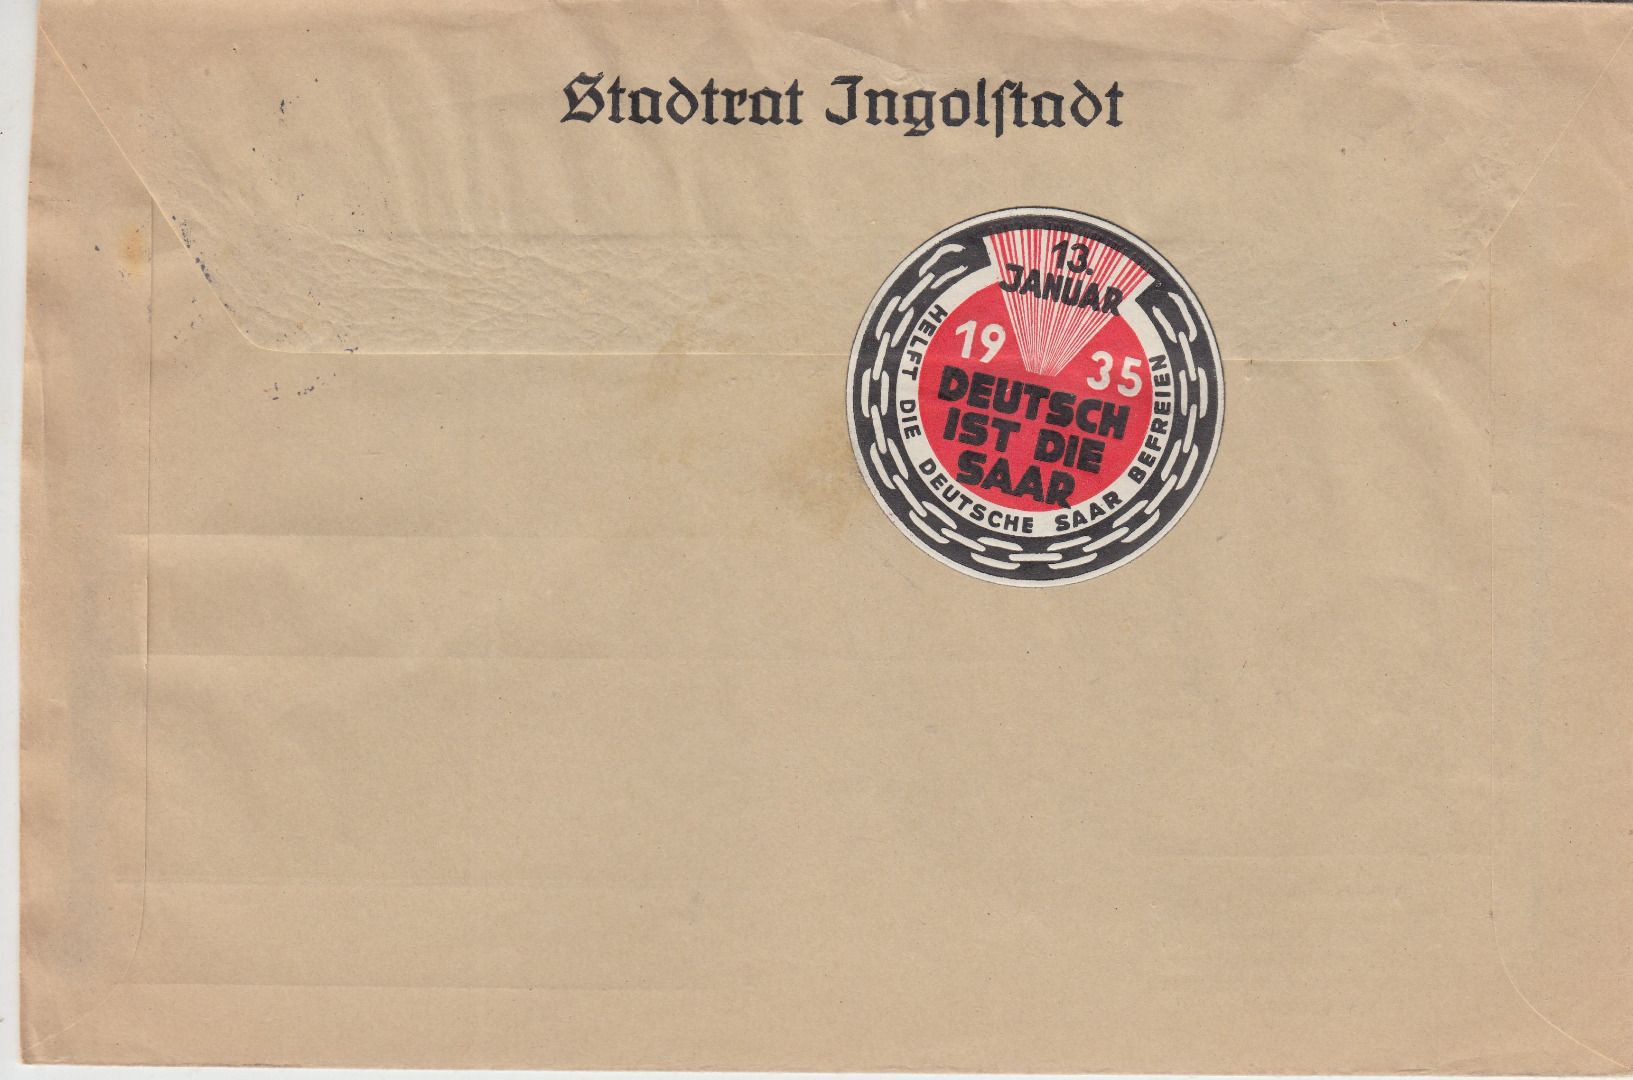 Stadtrat Ingolstadt
13.
JANUAR
19 35
DEUTSCH
IST DIE
SAAR
HELFT DIE DEUTSCHE SAAR BEFREIEN